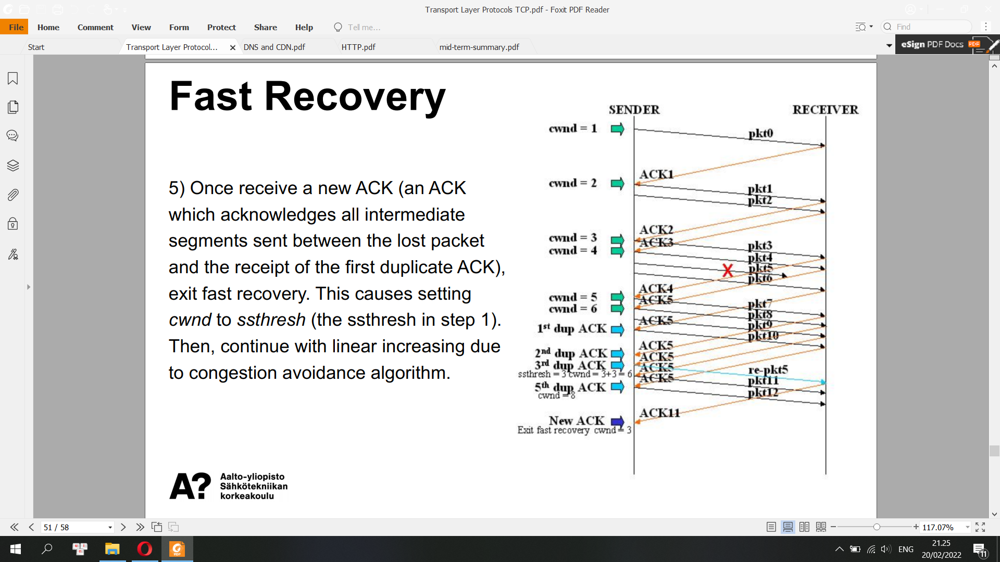 Transport Layer Protocols TCP.pdf - Foxit PDF Reader
File Home Comment View Form Protect Share Help Tell me... Find
Start Transport Layer Protocol... DNS and CDN.pdf HTTP.pdf mid-term-summary.pdf eSign PDF Docs PDF
Fast Recovery
5) Once receive a new ACK (an ACK
which acknowledges all intermediate
segments sent between the lost packet
and the receipt of the first duplicate ACK),
exit fast recovery. This causes setting
cwnd to ssthresh (the ssthresh in step 1).
Then, continue with linear increasing due
to congestion avoidance algorithm.
SENDER RECEIVER
cwnd = 1 pkt0
ACK1
cwnd = 2 pkt1
pkt2
ACK2
cwnd = 3 ACK3 pkt3
cwnd = 4 pkt4
X pkt5
pkt6
ACK4
cwnd = 5 ACK5 pkt7
cwnd = 6 pkt8
ACK5 pkt9
1st dup ACK pkt10
ACK5
2nd dup ACK ACK5
3rd dup ACK ACK5 re-pkt5
ssthresh = 3 cwnd = 3+3 = 6 ACK5 pkt11
5th dup ACK pkt12
cwnd = 8
ACK11
New ACK
Exit fast recovery cwnd = 3
A? Aalto-yliopisto
Sähkötekniikan
korkeakoulu
51 / 58 117.07%
ENG 21.25
20/02/2022 11